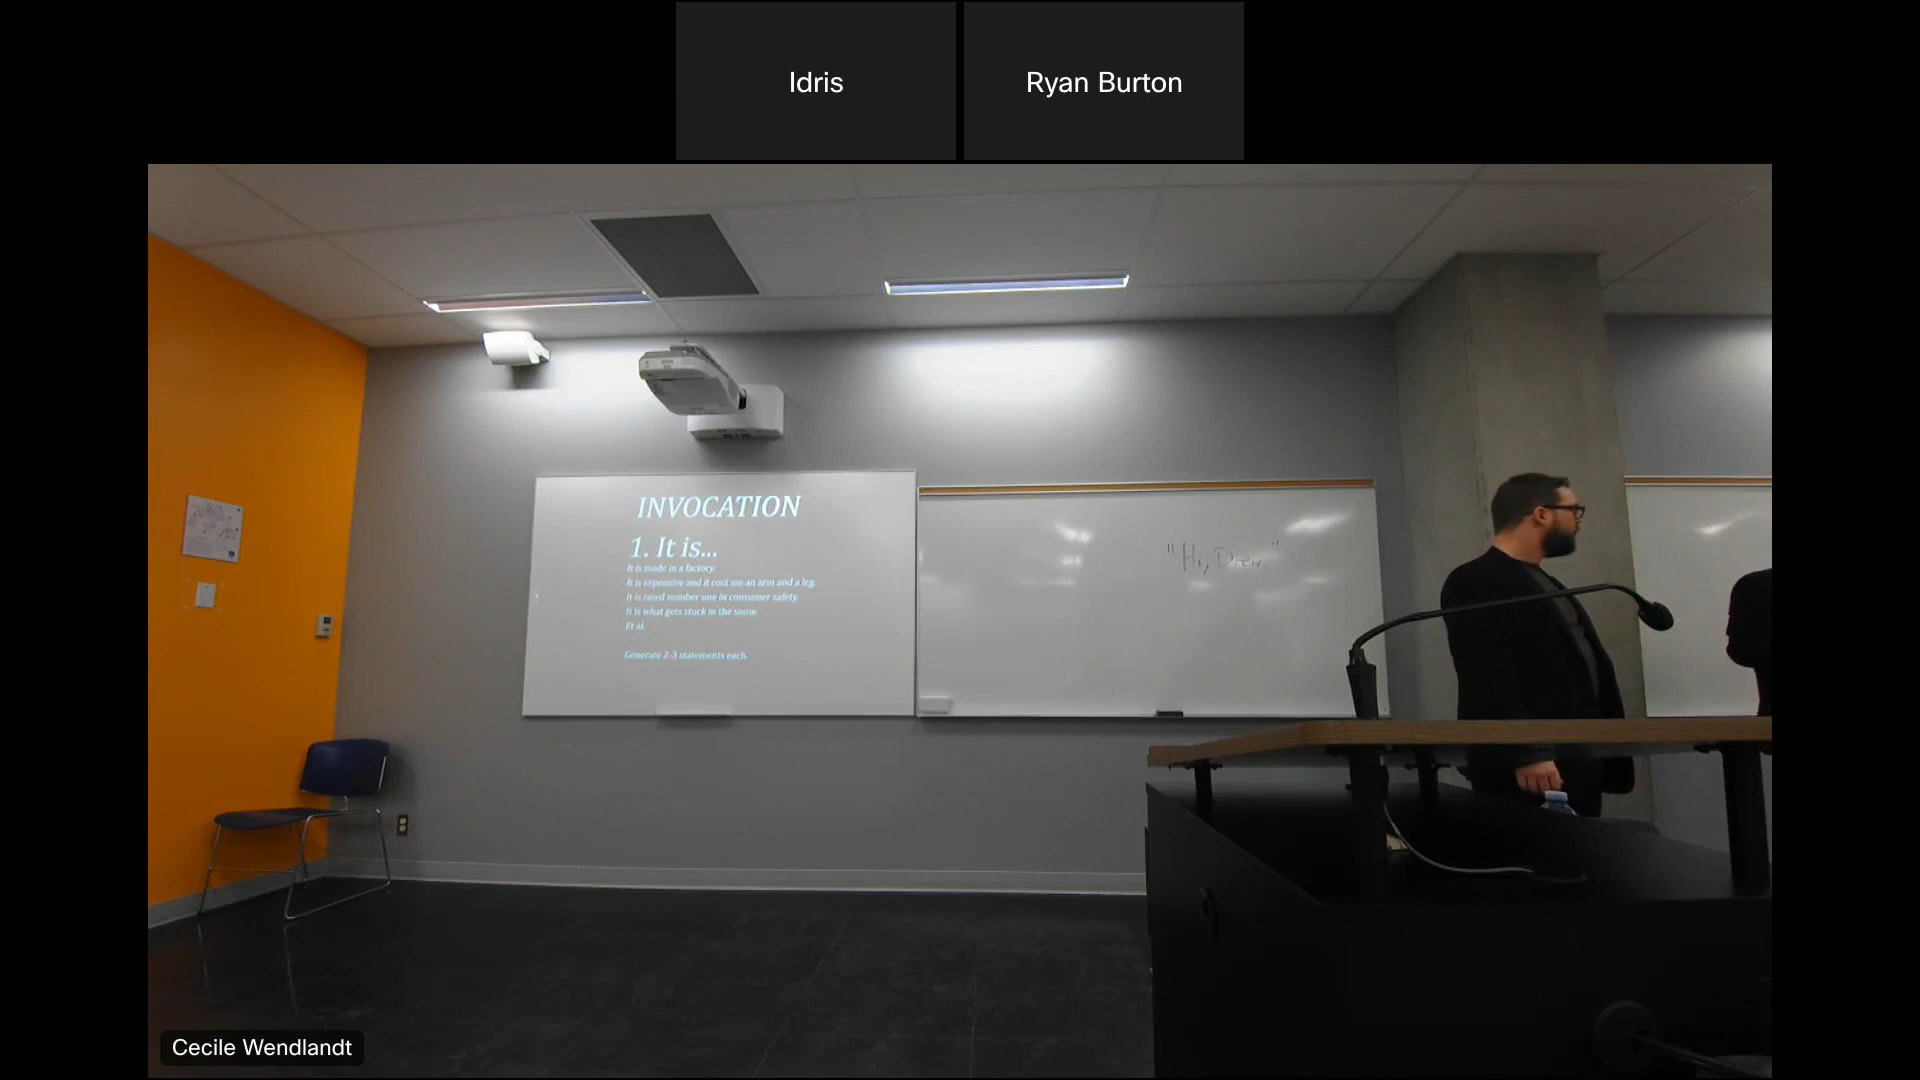 Idris
Ryan Burton
INVOCATION
1. It is...
It is made in a factory.
It is expensive and it cost me an arm and a leg.
It is rated number one in consumer safety.
It is what gets stuck in the snow.
Et al.
Generate 2-3 statements each.
"Hi, Drew"
Cecile Wendlandt